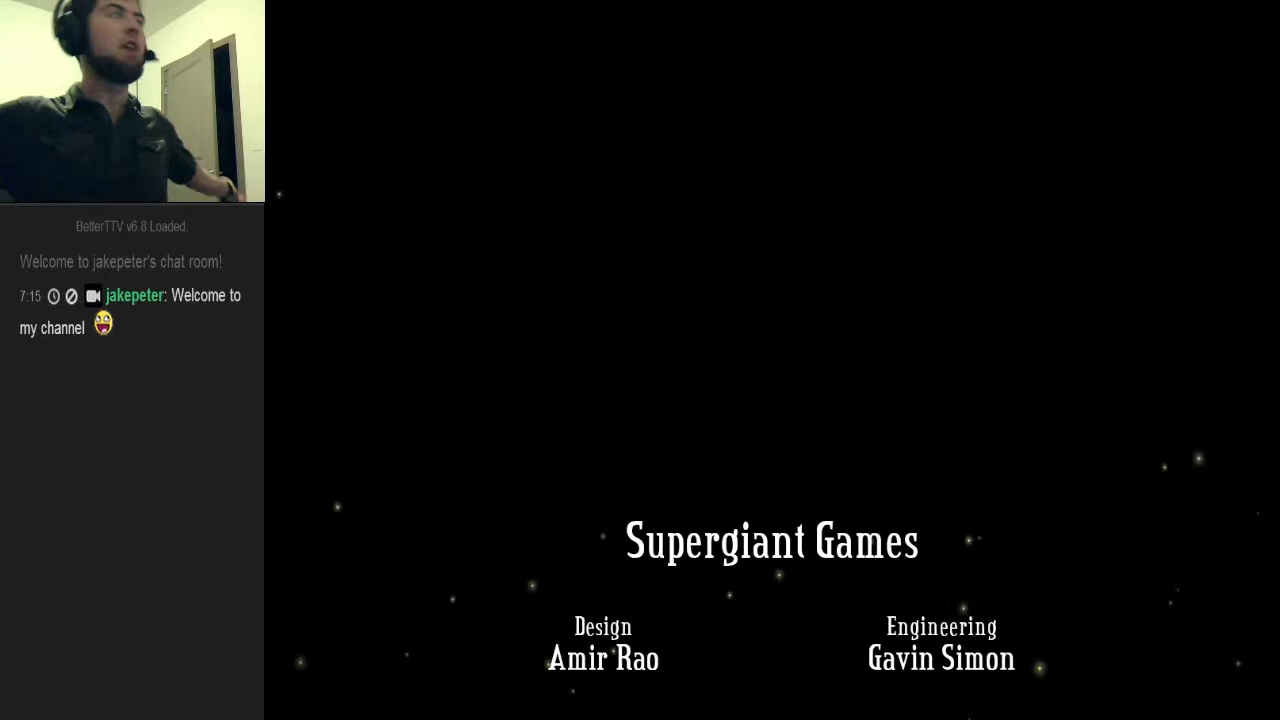 BetterTTV v6.8 Loaded.
Welcome to jakepeter's chat room!
7:15 jakepeter: Welcome to
my channel
Supergiant Games
Design
Amir Rao
Engineering
Gavin Simon